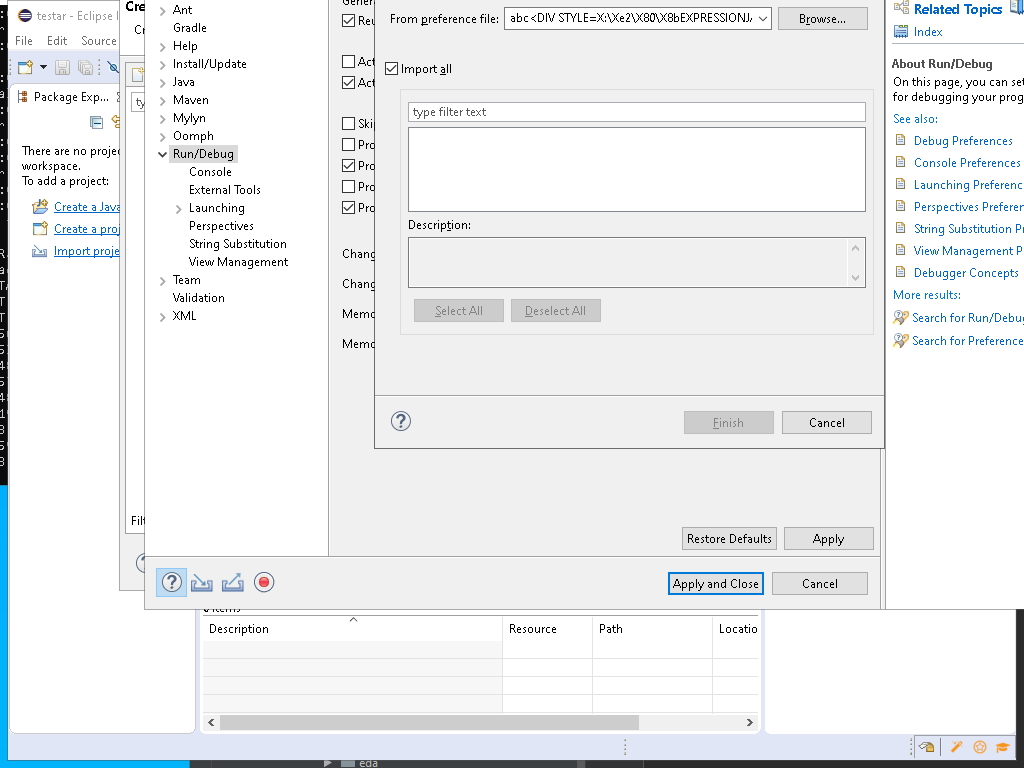 testar - Eclipse I
File
Edit
Source
Package Exp...
There are no proje
workspace.
To add a project:
Create a Java
Create a proj
Import proje
Cre
Cr
ty
Filt
Ant
Gradle
Help
Install/Update
Java
Maven
Mylyn
Oomph
Run/Debug
Console
External Tools
Launching
Perspectives
String Substitution
View Management
Team
Validation
XML
General
Reu
Act
Act
Skip
Pro
Pro
Pro
Pro
Chang
Chang
Memo
Memo
From preference file:
abc<DIV STYLE=X:\Xe2\X80\X8bEXPRESSIONJA
Browse...
Import all
type filter text
Description:
Select All
Deselect All
Finish
Cancel
Restore Defaults
Apply
Apply and Close
Cancel
Related Topics
Index
About Run/Debug
On this page, you can set
for debugging your prog
See also:
Debug Preferences
Console Preferences
Launching Preferenc
Perspectives Preferen
String Substitution Pr
View Management P
Debugger Concepts
More results:
Search for Run/Debug
Search for Preference
0 items
Description
Resource
Path
Locatio
eda